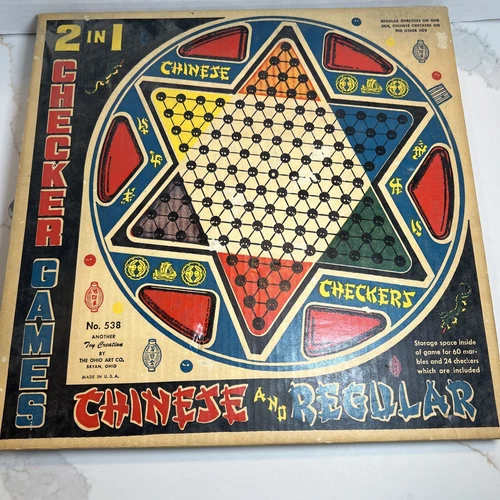 2 IN 1
CHECKER GAMES
REGULAR CHECKERS ON ONE
SIDE, CHINESE CHECKERS ON
THE OTHER SIDE
CHINESE
CHECKERS
No. 538
ANOTHER
Toy Creation
BY
THE OHIO ART CO.
BRYAN, OHIO
MADE IN U.S.A.
Storage space inside
of game for 60 mar-
bles and 24 checkers
which are included
CHINESE AND REGULAR